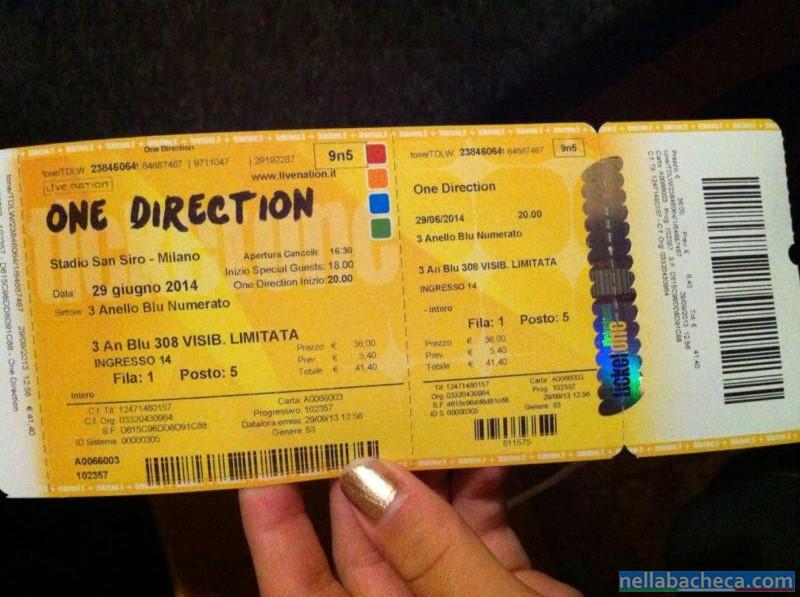 One Direction
tone/TDLW 23846064t 64687467 | 9711047 | 29192287
9n5
LIVE NATION
www.livenation.it
ONE DIRECTION
Stadio San Siro - Milano
Apertura Cancelli: 16:30
Inizio Special Guests: 18.00
One Direction Inizio: 20.00
Data: 29 giugno 2014
Settore: 3 Anello Blu Numerato
3 An Blu 308 VISIB. LIMITATA
INGRESSO 14
Fila: 1 Posto: 5
Prezzo € 36,00
Prev. € 5,40
Totale € 41,40
Intero
C.f. Tit: 12471480157
C.f. Org: 03320430964
S.F. D815C96DD8D91C88
ID Sistema: 00000305
Carta: A0066003
Progressivo: 102357
Data/ora emiss: 29/09/13 12:56
Genere: 53
A0066003
102357
tone/TDLW 23846064t 64687467
9n5
One Direction
29/06/2014 20.00
3 Anello Blu Numerato
3 An Blu 308 VISIB. LIMITATA
INGRESSO 14
Fila: 1 Posto: 5
Prezzo € 36,00
Prev. € 5,40
Totale € 41,40
- Intero
C.f. Tit 12471480157
C.f. Org 03320430964
ID S. 00000305
Carta: A0066003
Prog: 102357
29/09/13 12:56
Genere: 53
511575
ticketone
nellabacheca.com